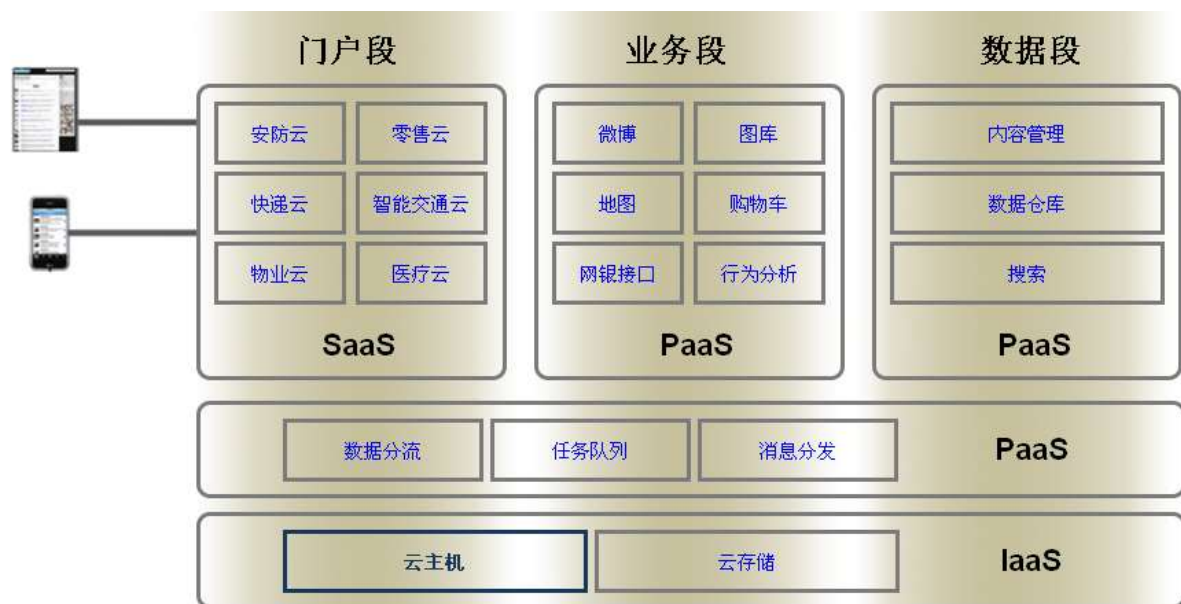 门户段
业务段
数据段
安防云 零售云
快递云 智能交通云
物业云 医疗云
SaaS
微博 图库
地图 购物车
网银接口 行为分析
PaaS
内容管理
数据仓库
搜索
PaaS
数据分流 任务队列 消息分发 PaaS
云主机 云存储 IaaS